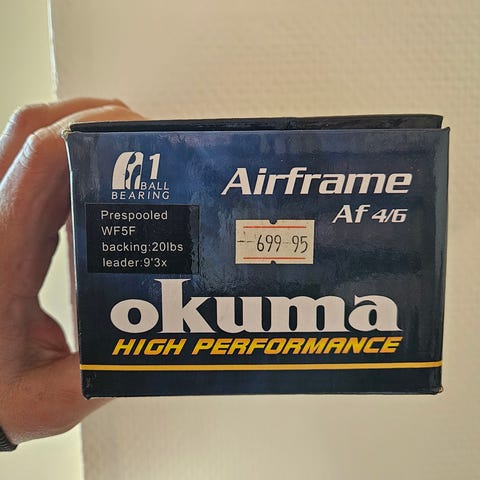 1
BALL
BEARING
Airframe
Af 4/6
Prespooled
WF5F
backing:20lbs
leader:9'3x
699 95
okuma
HIGH PERFORMANCE